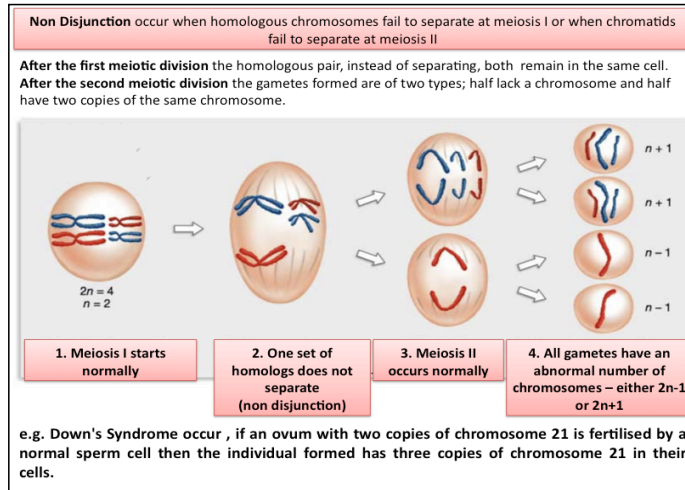 Non Disjunction occur when homologous chromosomes fail to separate at meiosis I or when chromatids
fail to separate at meiosis II
After the first meiotic division the homologous pair, instead of separating, both remain in the same cell.
After the second meiotic division the gametes formed are of two types; half lack a chromosome and half
have two copies of the same chromosome.
2n = 4
n = 2
n + 1
n + 1
n − 1
n − 1
1. Meiosis I starts
normally
2. One set of
homologs does not
separate
(non disjunction)
3. Meiosis II
occurs normally
4. All gametes have an
abnormal number of
chromosomes – either 2n-1
or 2n+1
e.g. Down's Syndrome occur , if an ovum with two copies of chromosome 21 is fertilised by a
normal sperm cell then the individual formed has three copies of chromosome 21 in their
cells.